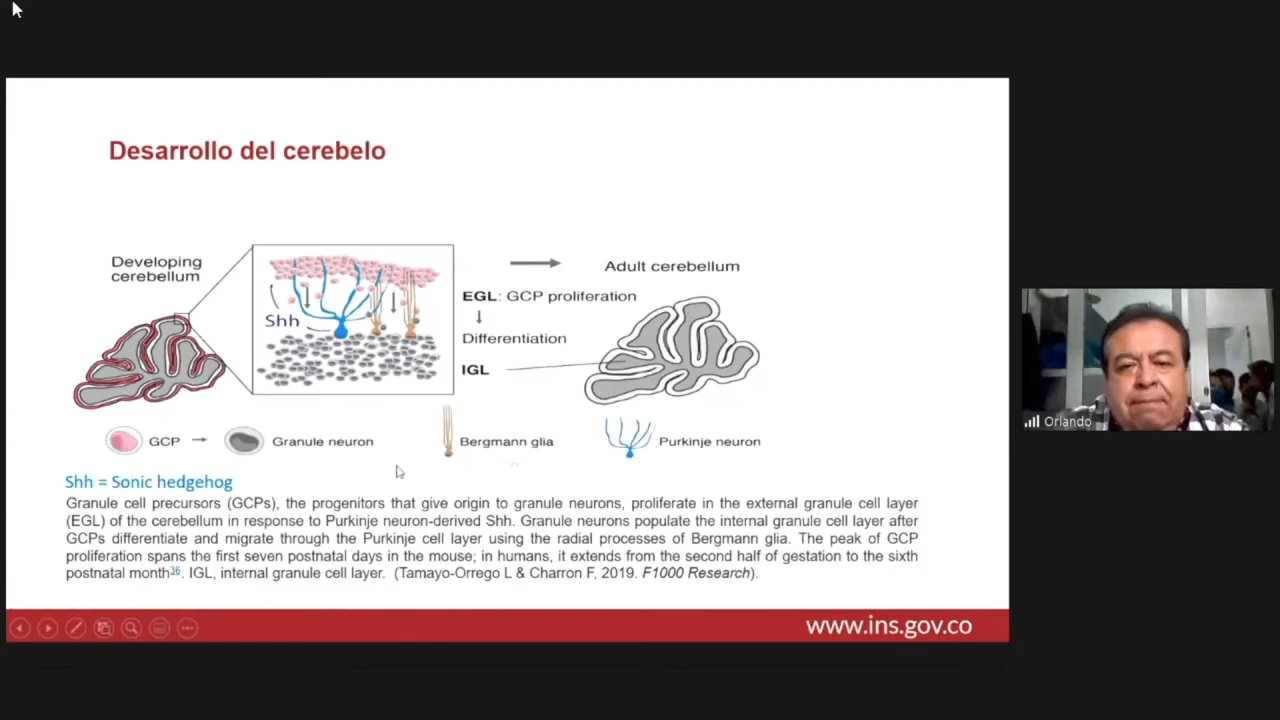 Desarrollo del cerebelo
Developing
cerebellum
Shh
EGL: GCP proliferation
Differentiation
IGL
Adult cerebellum
GCP
Granule neuron
Bergmann glia
Purkinje neuron
Shh = Sonic hedgehog
Granule cell precursors (GCPs), the progenitors that give origin to granule neurons, proliferate in the external granule cell layer
(EGL) of the cerebellum in response to Purkinje neuron-derived Shh. Granule neurons populate the internal granule cell layer after
GCPs differentiate and migrate through the Purkinje cell layer using the radial processes of Bergmann glia. The peak of GCP
proliferation spans the first seven postnatal days in the mouse; in humans, it extends from the second half of gestation to the sixth
postnatal month36. IGL, internal granule cell layer. (Tamayo-Orrego L & Charron F, 2019. F1000 Research).
www.ins.gov.co
Orlando